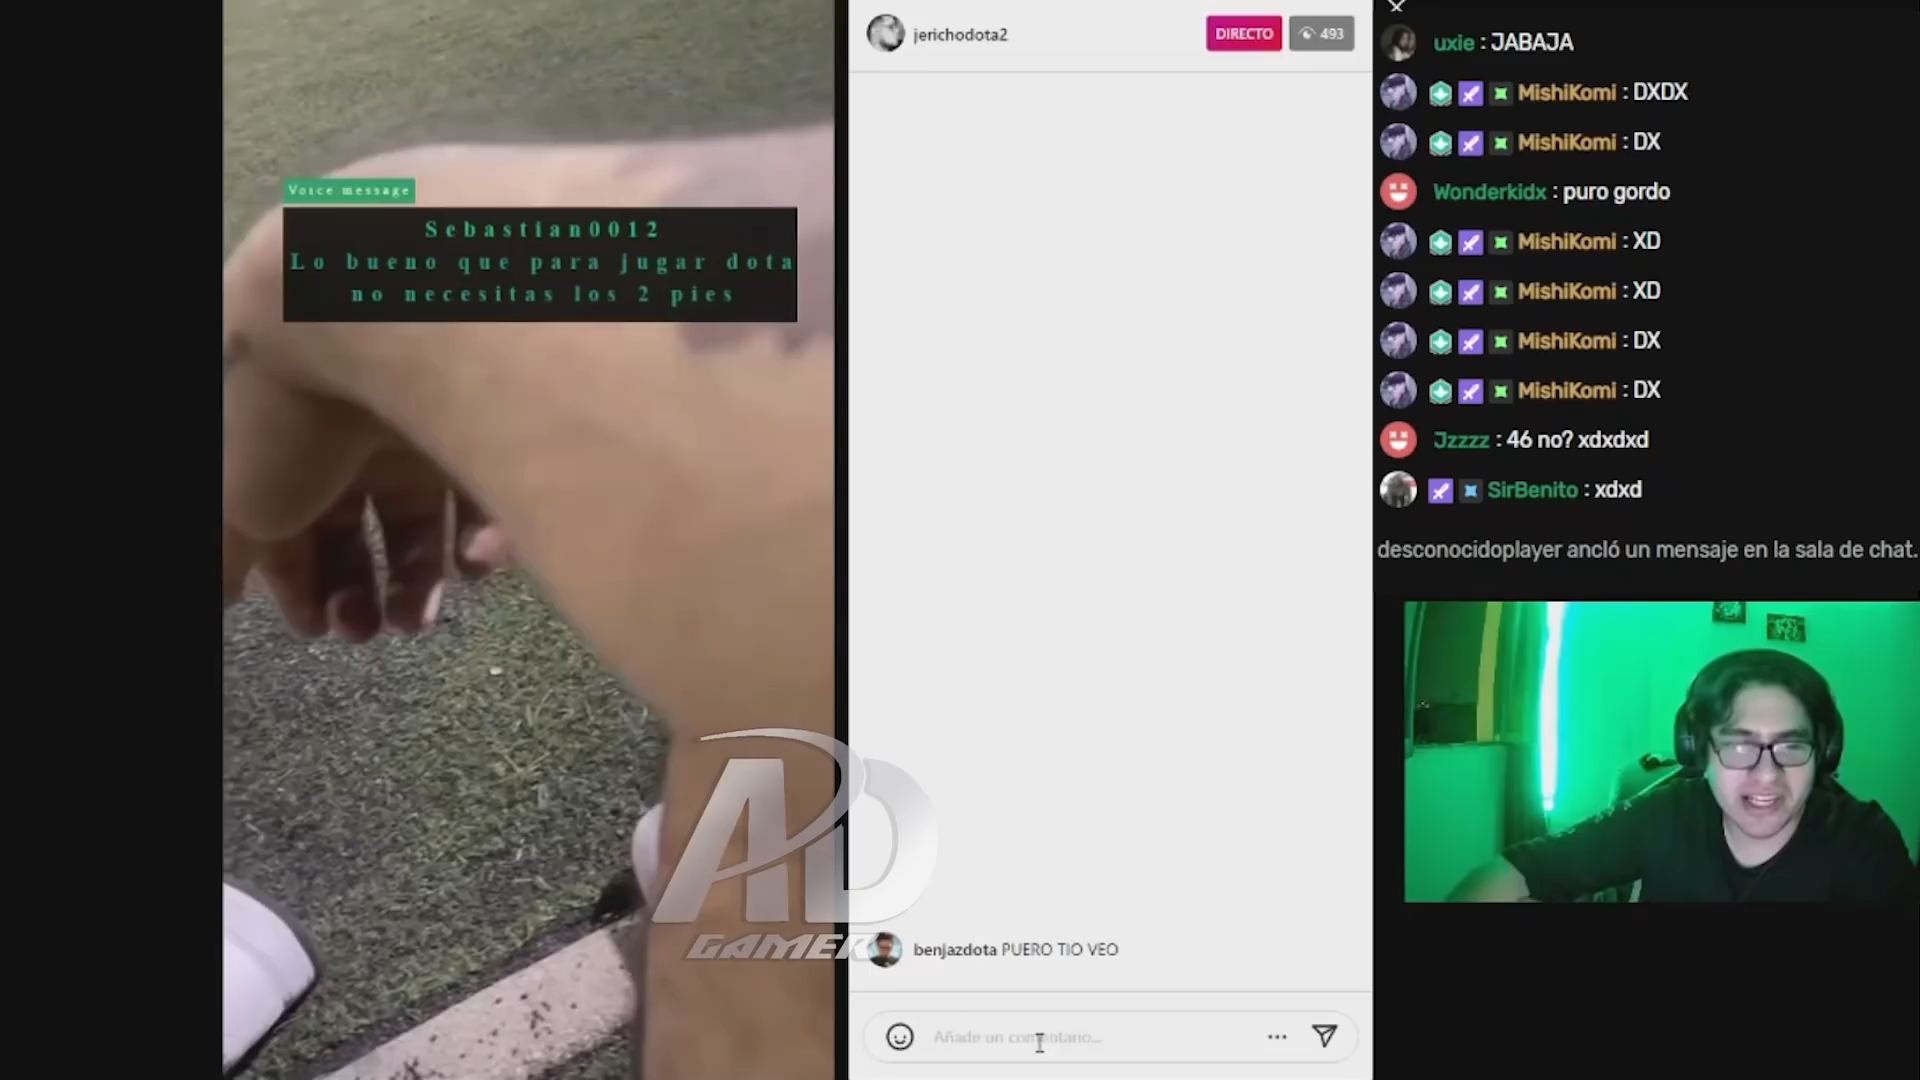 Voice message
Sebastian0012
Lo bueno que para jugar dota
no necesitas los 2 pies
jerichodota2
DIRECTO
493
benjazdota PUERO TIO VEO
Añade un comentario...
AD
GAMER
uxie : JABAJA
MishiKomi : DXDX
MishiKomi : DX
Wonderkidx : puro gordo
MishiKomi : XD
MishiKomi : XD
MishiKomi : DX
MishiKomi : DX
Jzzzz : 46 no? xdxdxd
SirBenito : xdxd
desconocidoplayer ancló un mensaje en la sala de chat.